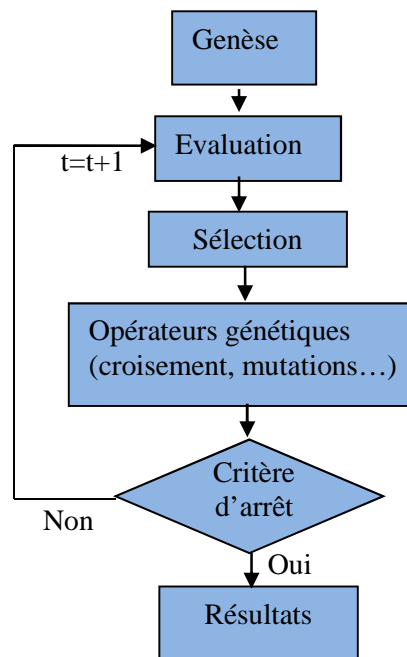 Genèse
Evaluation
t=t+1
Sélection
Opérateurs génétiques
(croisement, mutations…)
Critère
d’arrêt
Non
Oui
Résultats